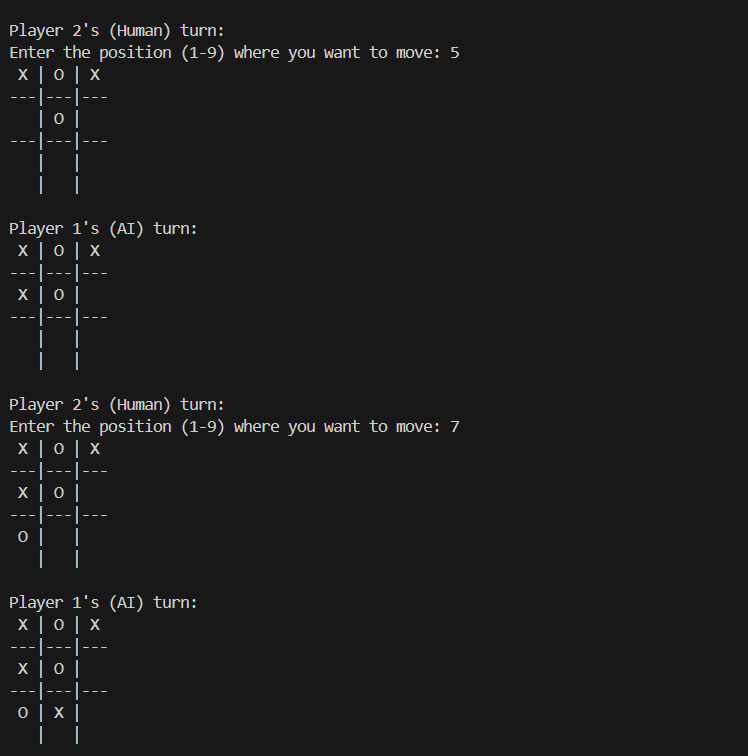 Player 2's (Human) turn:
Enter the position (1-9) where you want to move: 5
 X | O | X
---|---|---
   | O |
---|---|---
   |   |
   |   |

Player 1's (AI) turn:
 X | O | X
---|---|---
 X | O |
---|---|---
   |   |
   |   |

Player 2's (Human) turn:
Enter the position (1-9) where you want to move: 7
 X | O | X
---|---|---
 X | O |
---|---|---
 O |   |
   |   |

Player 1's (AI) turn:
 X | O | X
---|---|---
 X | O |
---|---|---
 O | X |
   |   |